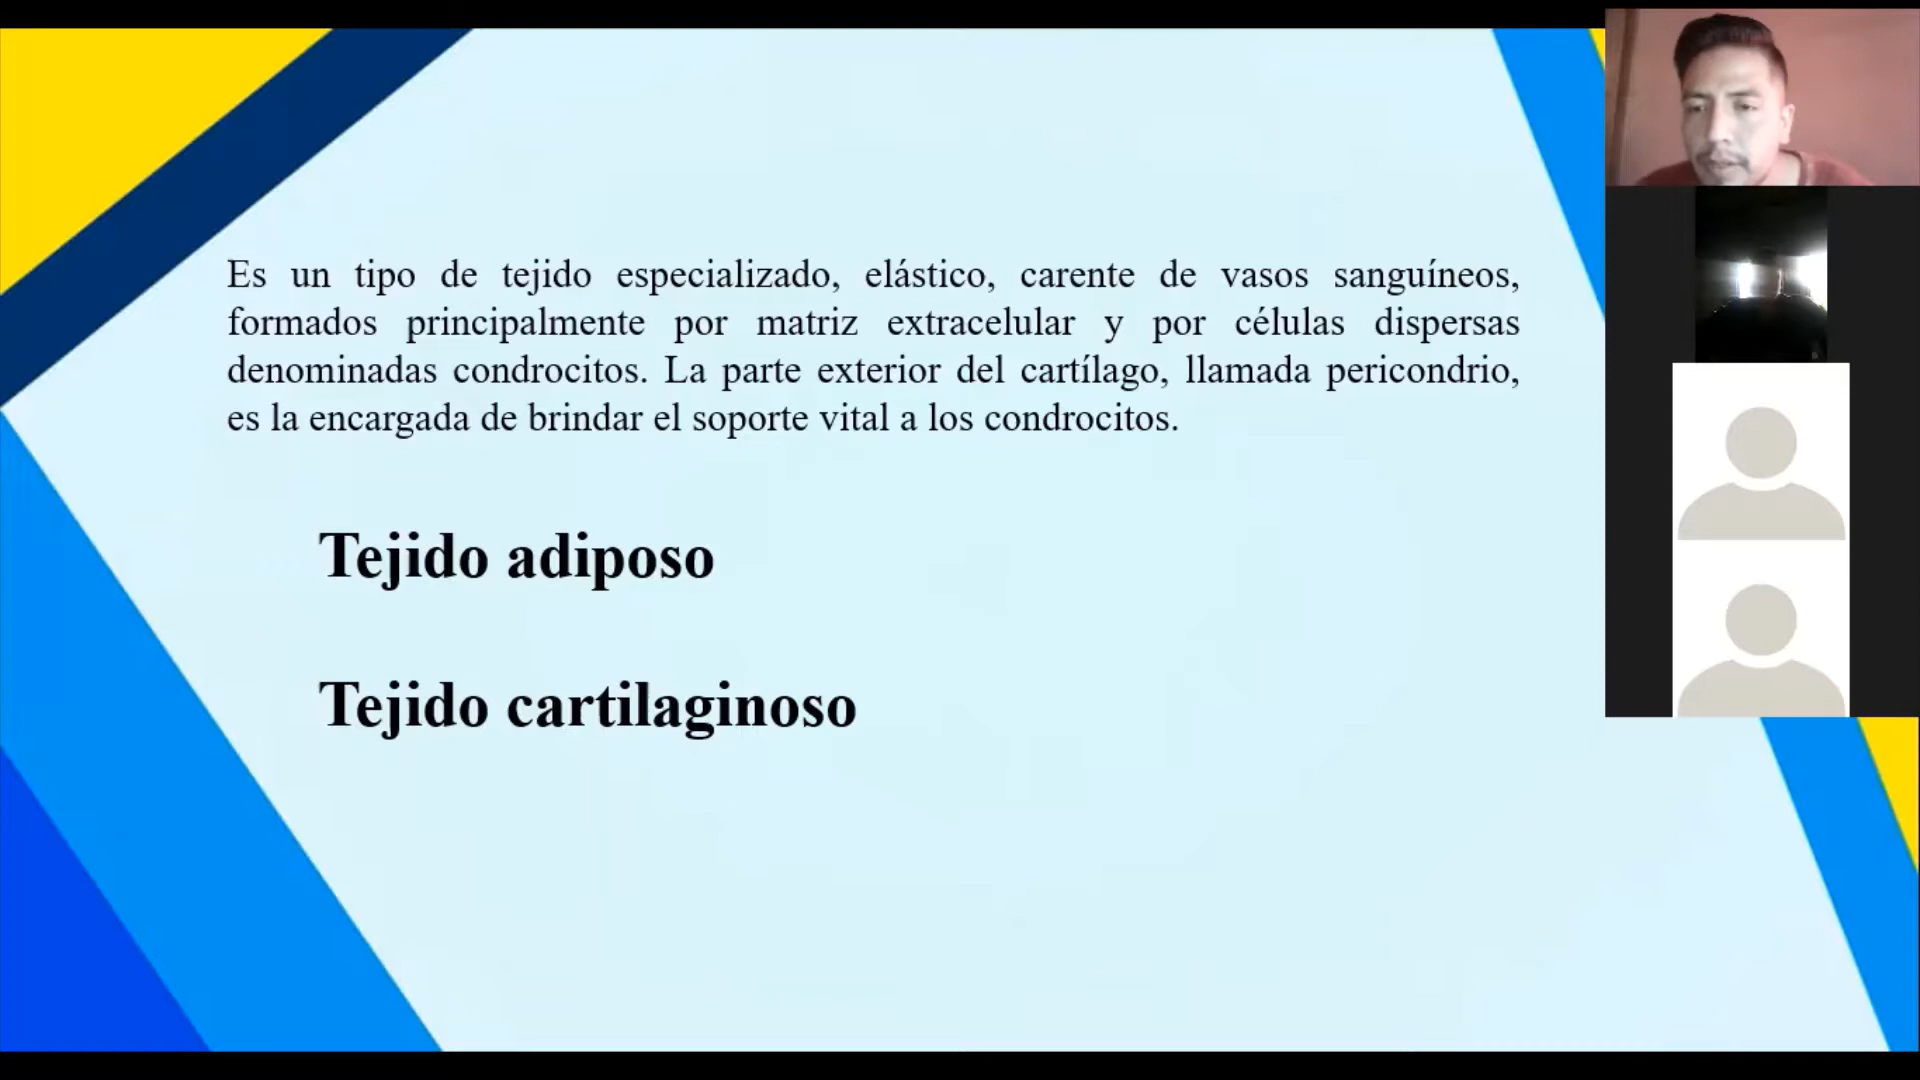 Es un tipo de tejido especializado, elástico, carente de vasos sanguíneos,
formados principalmente por matriz extracelular y por células dispersas
denominadas condrocitos. La parte exterior del cartílago, llamada pericondrio,
es la encargada de brindar el soporte vital a los condrocitos.
Tejido adiposo
Tejido cartilaginoso